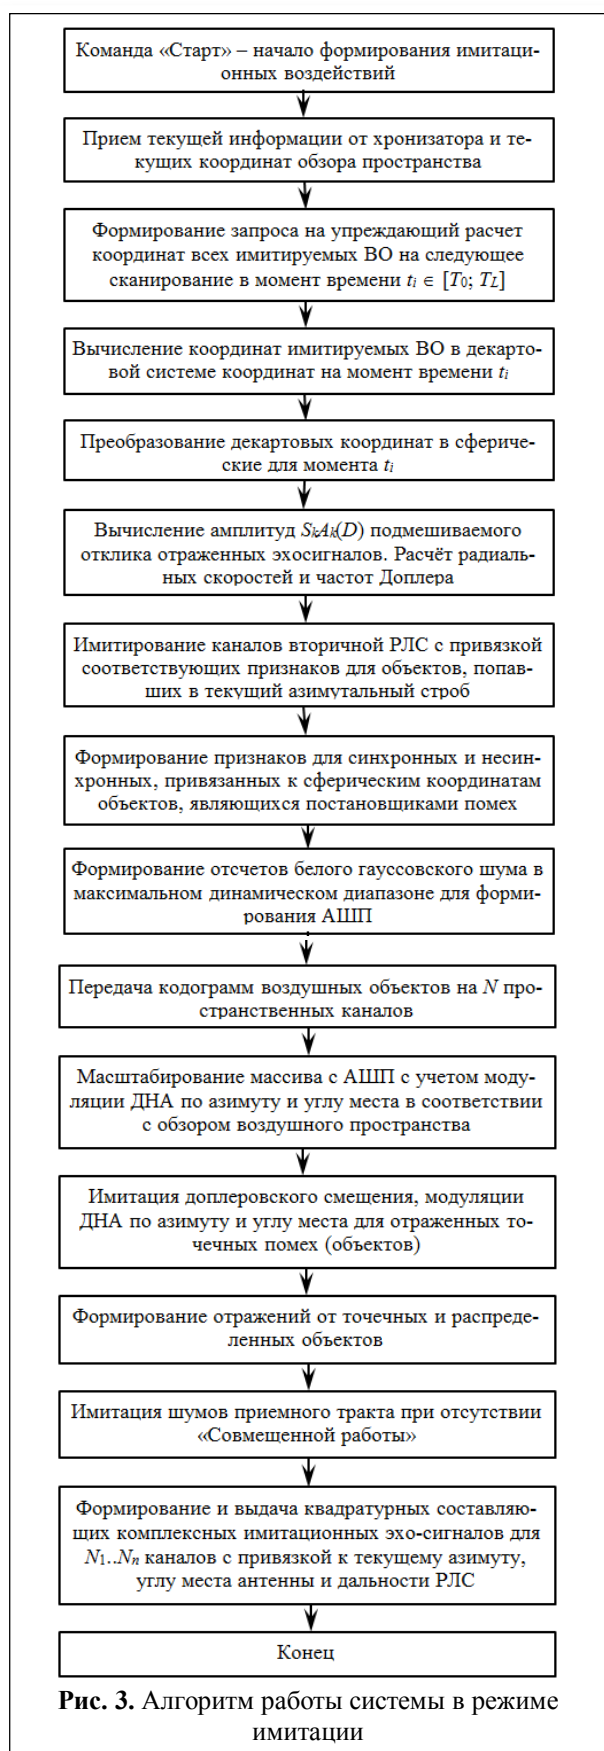 Команда «Старт» – начало формирования имитаци-
онных воздействий
Прием текущей информации от хронизатора и те-
кущих координат обзора пространства
Формирование запроса на упреждающий расчет
координат всех имитируемых ВО на следующее
сканирование в момент времени tᵢ ∈ [T₀; T_L]
Вычисление координат имитируемых ВО в декарто-
вой системе координат на момент времени tᵢ
Преобразование декартовых координат в сфериче-
ские для момента tᵢ
Вычисление амплитуд SₖAₖ(D) подмешиваемого
отклика отраженных эхосигналов. Расчёт радиаль-
ных скоростей и частот Доплера
Имитирование каналов вторичной РЛС с привязкой
соответствующих признаков для объектов, попав-
ших в текущий азимутальный строб
Формирование признаков для синхронных и несин-
хронных, привязанных к сферическим координатам
объектов, являющихся постановщиками помех
Формирование отсчетов белого гауссовского шума в
максимальном динамическом диапазоне для форми-
рования АШП
Передача кодограмм воздушных объектов на N про-
странственных каналов
Масштабирование массива с АШП с учетом моду-
ляции ДНА по азимуту и углу места в соответствии
с обзором воздушного пространства
Имитация доплеровского смещения, модуляции
ДНА по азимуту и углу места для отраженных то-
чечных помех (объектов)
Формирование отражений от точечных и распреде-
ленных объектов
Имитация шумов приемного тракта при отсутствии
«Совмещенной работы»
Формирование и выдача квадратурных составляю-
щих комплексных имитационных эхо-сигналов для
N₁..Nₙ каналов с привязкой к текущему азимуту,
углу места антенны и дальности РЛС
Конец
Рис. 3. Алгоритм работы системы в режиме
имитации